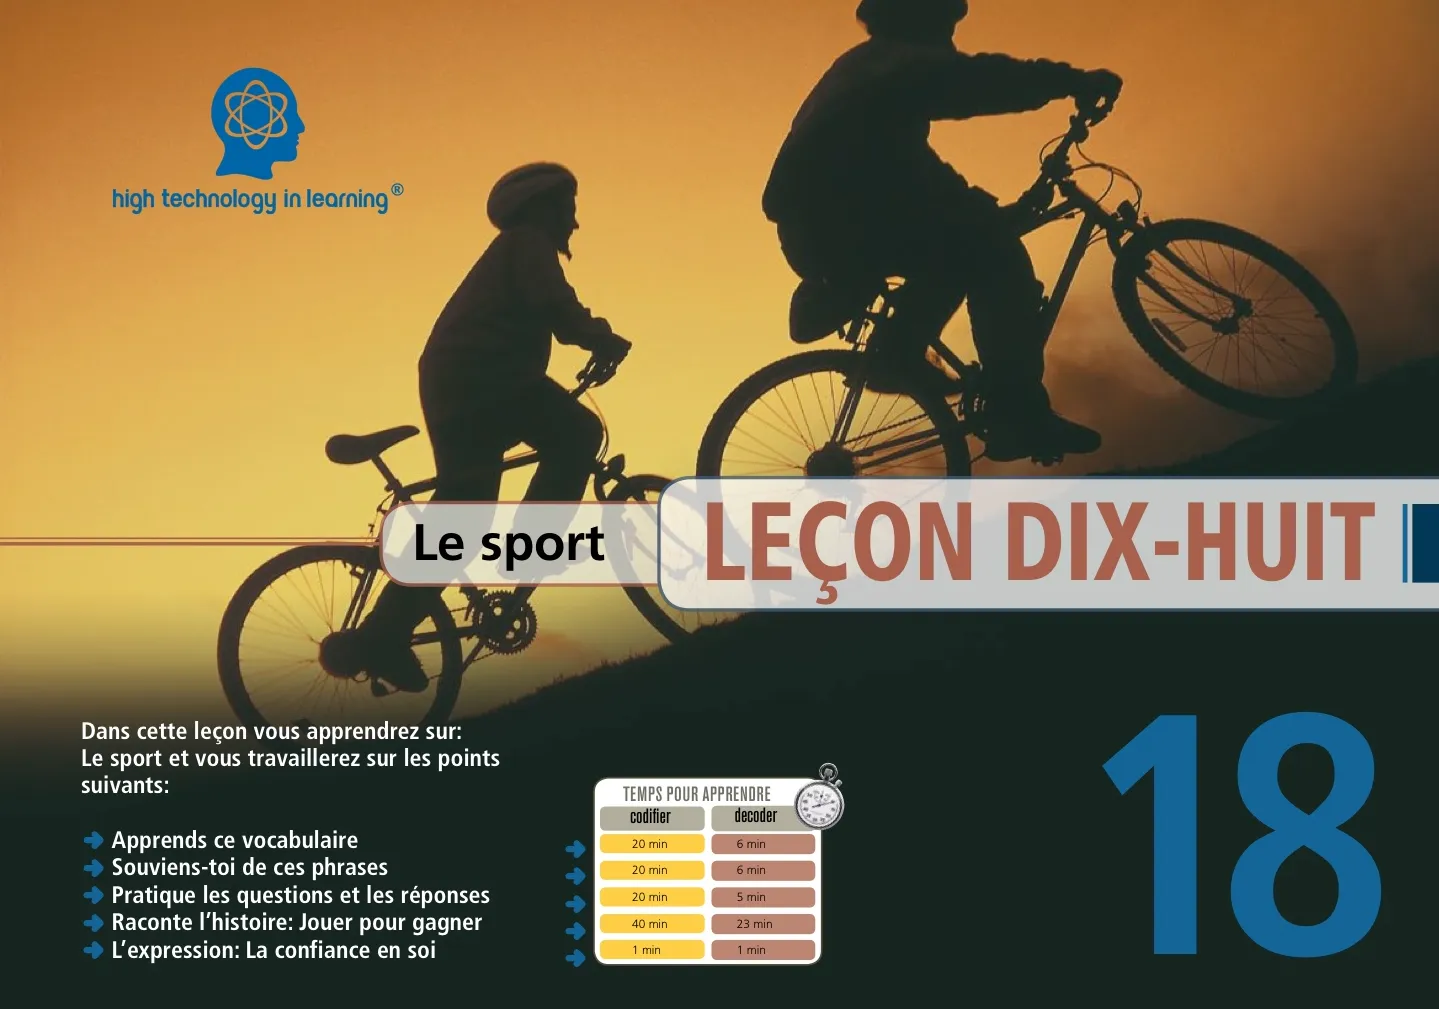 high technology in learning®
Le sport
LEÇON DIX-HUIT
18
Dans cette leçon vous apprendrez sur:
Le sport et vous travaillerez sur les points
suivants:
Apprends ce vocabulaire
Souviens-toi de ces phrases
Pratique les questions et les réponses
Raconte l'histoire: Jouer pour gagner
L'expression: La confiance en soi
TEMPS POUR APPRENDRE
codifier decoder
20 min 6 min
20 min 6 min
20 min 5 min
40 min 23 min
1 min 1 min